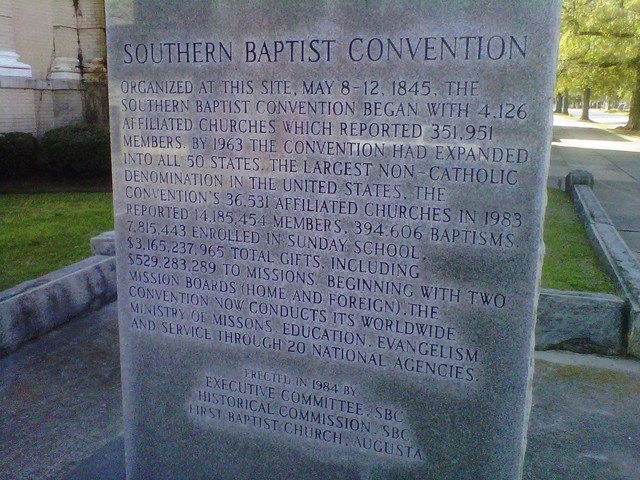 SOUTHERN BAPTIST CONVENTION
ORGANIZED AT THIS SITE, MAY 8-12, 1845, THE
SOUTHERN BAPTIST CONVENTION BEGAN WITH 4,126
AFFILIATED CHURCHES WHICH REPORTED 351,951
MEMBERS. BY 1963 THE CONVENTION HAD EXPANDED
INTO ALL 50 STATES. THE LARGEST NON-CATHOLIC
DENOMINATION IN THE UNITED STATES, THE
CONVENTION'S 36,531 AFFILIATED CHURCHES IN 1983
REPORTED 14,185,454 MEMBERS, 394,606 BAPTISMS,
7,815,443 ENROLLED IN SUNDAY SCHOOL,
$3,165,237,965 TOTAL GIFTS, INCLUDING
$529,283,289 TO MISSIONS. BEGINNING WITH TWO
MISSION BOARDS (HOME AND FOREIGN), THE
CONVENTION NOW CONDUCTS ITS WORLDWIDE
MINISTRY OF MISSONS, EDUCATION, EVANGELISM,
AND SERVICE THROUGH 20 NATIONAL AGENCIES.
ERECTED IN 1984 BY
EXECUTIVE COMMITTEE, SBC
HISTORICAL COMMISSION, SBC
FIRST BAPTIST CHURCH, AUGUSTA